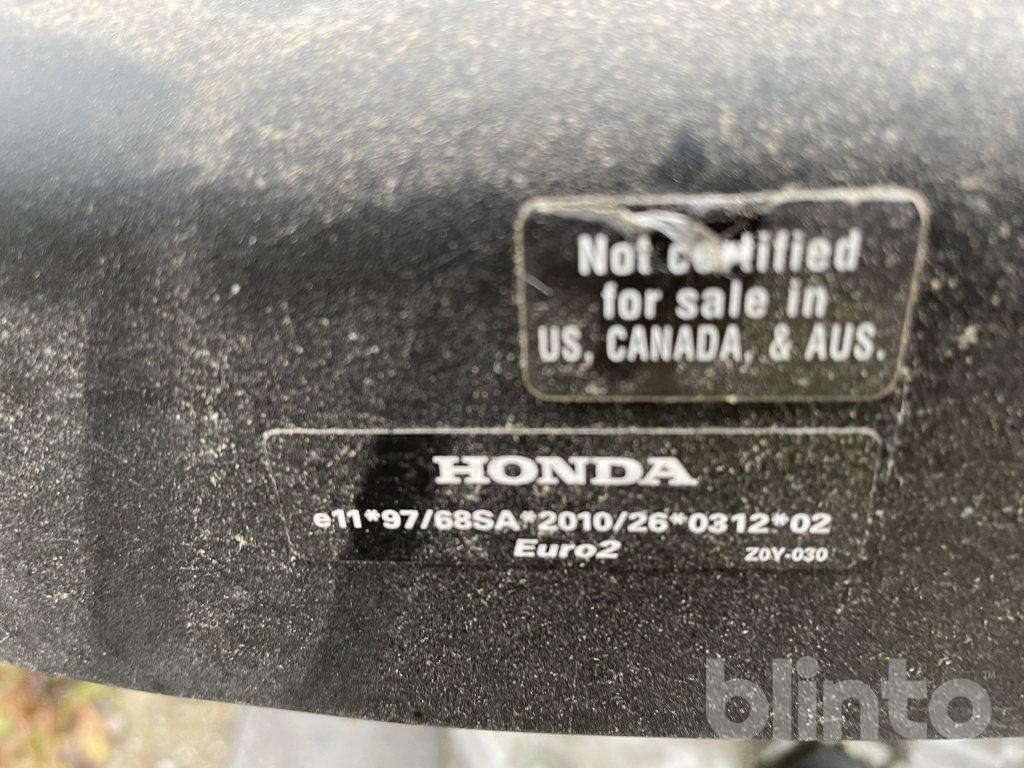 Not certified
for sale in
US, CANADA, & AUS.
HONDA
e11*97/68SA*2010/26*0312*02
Euro2 Z0Y-030
blinto™